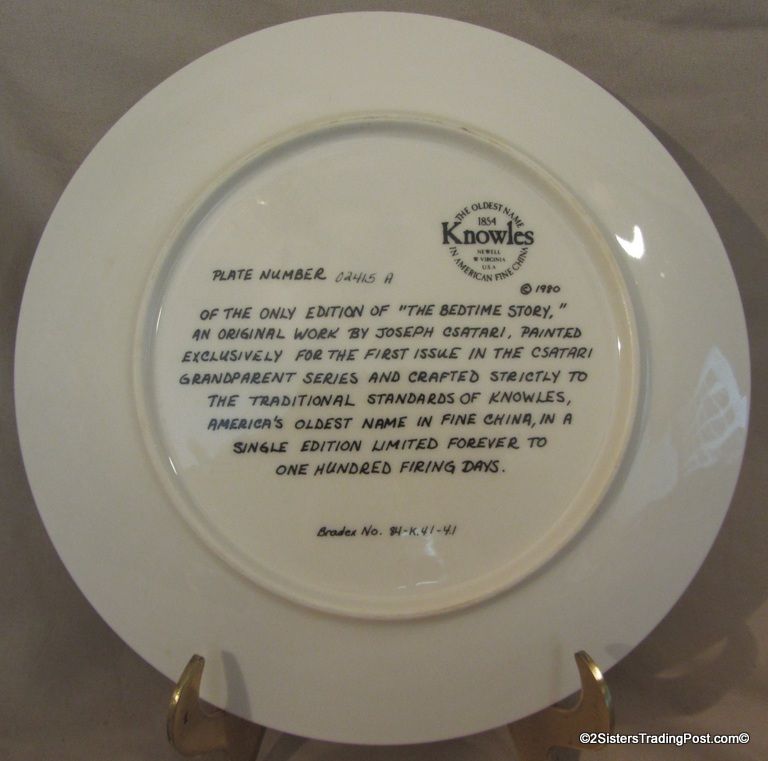 THE OLDEST NAME
1854
Knowles
NEWELL
W VIRGINIA
U.S.A
IN AMERICAN FINE CHINA
© 1980
PLATE NUMBER 02415 A
OF THE ONLY EDITION OF "THE BEDTIME STORY,"
AN ORIGINAL WORK BY JOSEPH CSATARI, PAINTED
EXCLUSIVELY FOR THE FIRST ISSUE IN THE CSATARI
GRANDPARENT SERIES AND CRAFTED STRICTLY TO
THE TRADITIONAL STANDARDS OF KNOWLES,
AMERICA'S OLDEST NAME IN FINE CHINA, IN A
SINGLE EDITION LIMITED FOREVER TO
ONE HUNDRED FIRING DAYS.
Bradex No. 84-K41-4.1
©2SistersTradingPost.com©